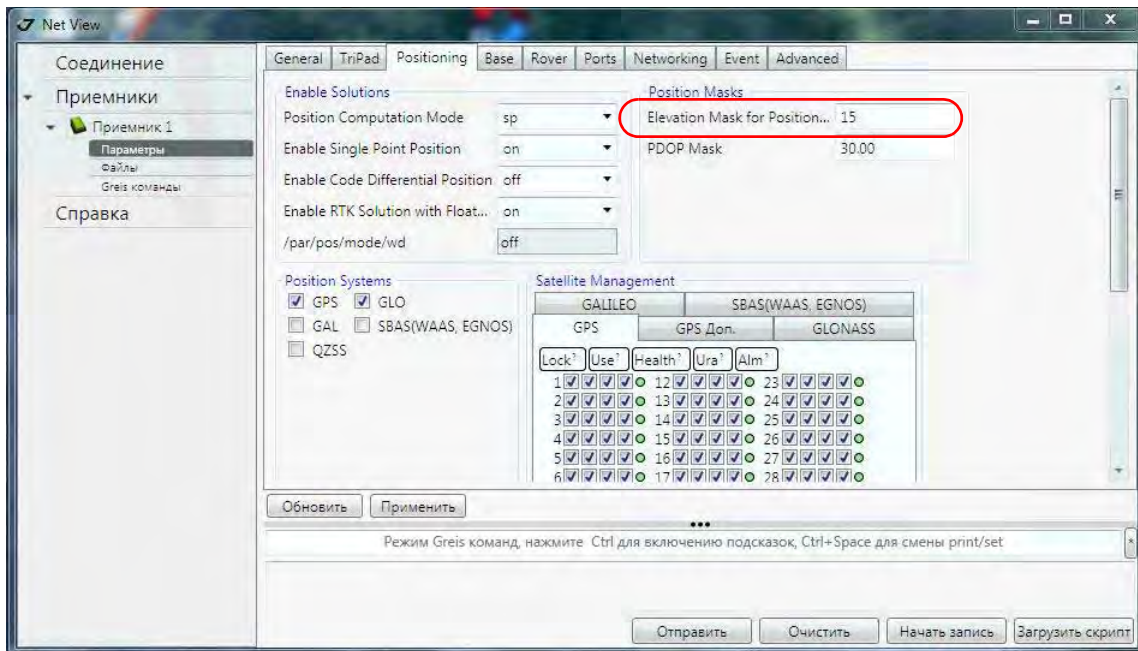 Net View
Соединение
Приемники
Приемник 1
Параметры
Файлы
Greis команды
Справка
General TriPad Positioning Base Rover Ports Networking Event Advanced
Enable Solutions
Position Computation Mode sp
Enable Single Point Position on
Enable Code Differential Position off
Enable RTK Solution with Float... on
/par/pos/mode/wd off
Position Masks
Elevation Mask for Position... 15
PDOP Mask 30.00
Position Systems
GPS GLO
GAL SBAS(WAAS, EGNOS)
QZSS
Satellite Management
GALILEO SBAS(WAAS, EGNOS)
GPS GPS Доп. GLONASS
Lock? Use? Health? Ura? Alm?
1 12 23
2 13 24
3 14 25
4 15 26
5 16 27
6 17 28
Обновить Применить
Режим Greis команд, нажмите Ctrl для включению подсказок, Ctrl+Space для смены print/set
Отправить Очистить Начать запись Загрузить скрипт